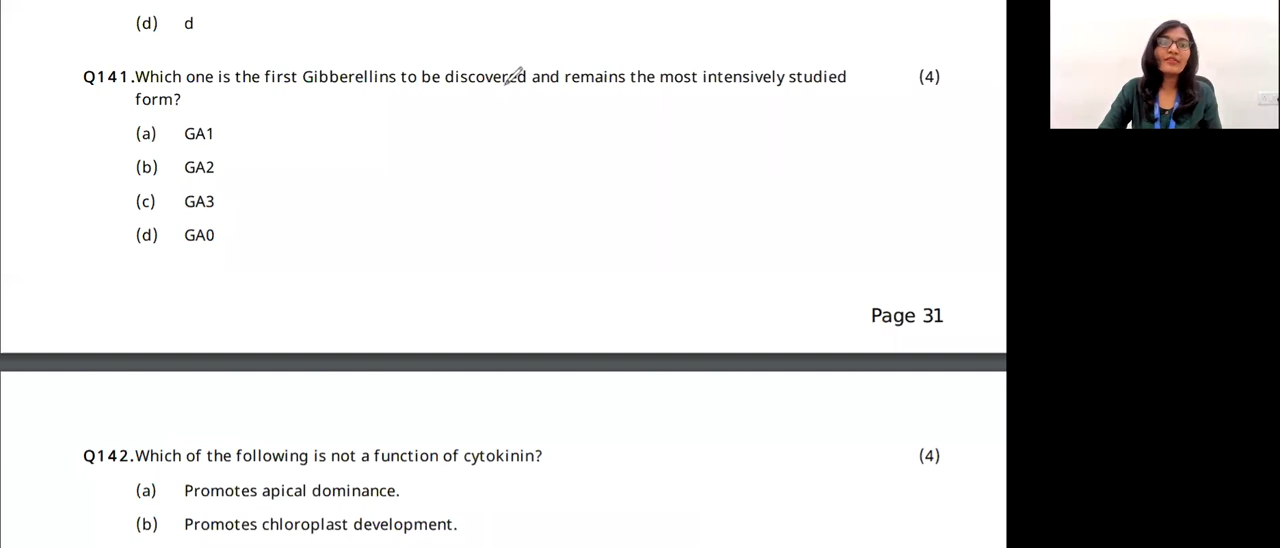 (d) d
Q141.Which one is the first Gibberellins to be discovered and remains the most intensively studied (4)
form?
(a) GA1
(b) GA2
(c) GA3
(d) GA0
Page 31
Q142.Which of the following is not a function of cytokinin? (4)
(a) Promotes apical dominance.
(b) Promotes chloroplast development.